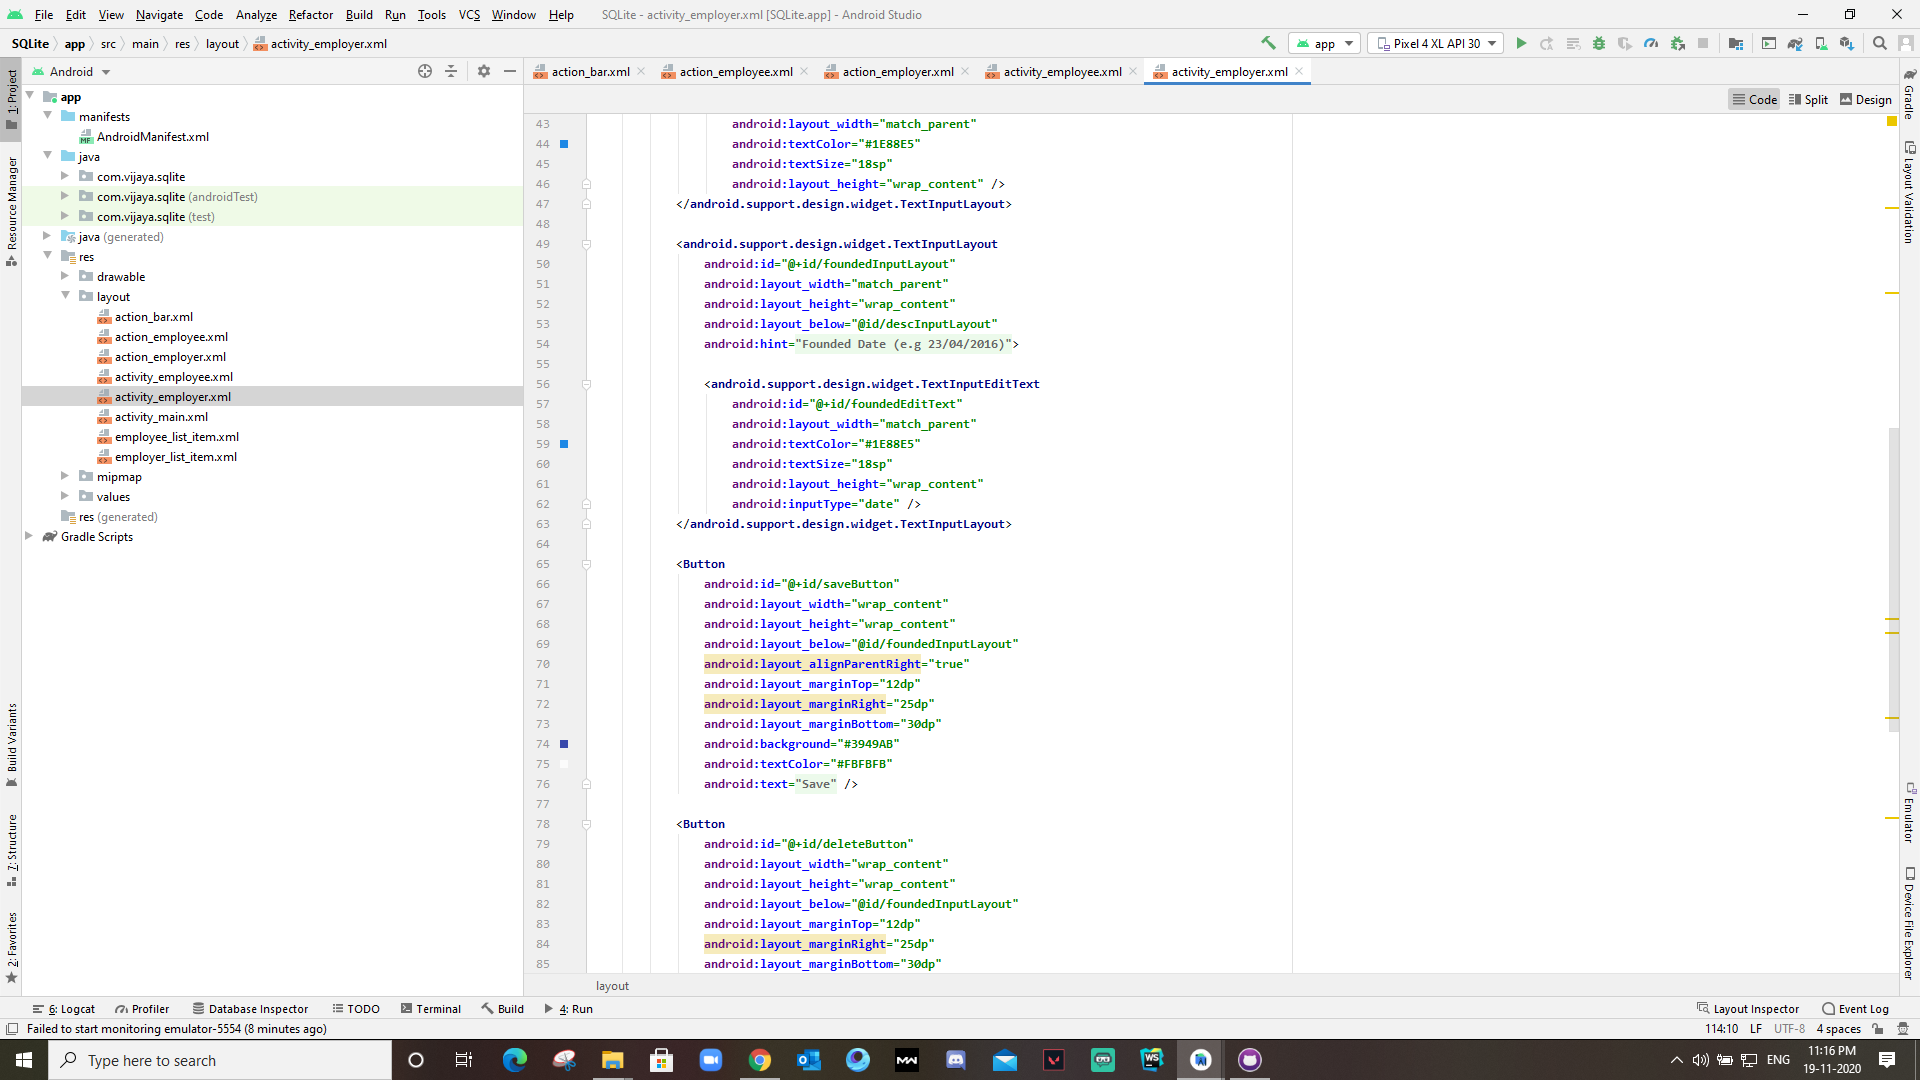 File Edit View Navigate Code Analyze Refactor Build Run Tools VCS Window Help SQLite - activity_employer.xml [SQLite.app] - Android Studio
SQLite app src main res layout activity_employer.xml app Pixel 4 XL API 30
Android
action_bar.xml action_employee.xml action_employer.xml activity_employee.xml activity_employer.xml
Code Split Design
1: Project
Resource Manager
Build Variants
7: Structure
2: Favorites
app
manifests
AndroidManifest.xml
java
com.vijaya.sqlite
com.vijaya.sqlite (androidTest)
com.vijaya.sqlite (test)
java (generated)
res
drawable
layout
action_bar.xml
action_employee.xml
action_employer.xml
activity_employee.xml
activity_employer.xml
activity_main.xml
employee_list_item.xml
employer_list_item.xml
mipmap
values
res (generated)
Gradle Scripts
43 android:layout_width="match_parent"
44 android:textColor="#1E88E5"
45 android:textSize="18sp"
46 android:layout_height="wrap_content" />
47 </android.support.design.widget.TextInputLayout>
48
49 <android.support.design.widget.TextInputLayout
50 android:id="@+id/foundedInputLayout"
51 android:layout_width="match_parent"
52 android:layout_height="wrap_content"
53 android:layout_below="@id/descInputLayout"
54 android:hint="Founded Date (e.g 23/04/2016)">
55
56 <android.support.design.widget.TextInputEditText
57 android:id="@+id/foundedEditText"
58 android:layout_width="match_parent"
59 android:textColor="#1E88E5"
60 android:textSize="18sp"
61 android:layout_height="wrap_content"
62 android:inputType="date" />
63 </android.support.design.widget.TextInputLayout>
64
65 <Button
66 android:id="@+id/saveButton"
67 android:layout_width="wrap_content"
68 android:layout_height="wrap_content"
69 android:layout_below="@id/foundedInputLayout"
70 android:layout_alignParentRight="true"
71 android:layout_marginTop="12dp"
72 android:layout_marginRight="25dp"
73 android:layout_marginBottom="30dp"
74 android:background="#3949AB"
75 android:textColor="#FBFBFB"
76 android:text="Save" />
77
78 <Button
79 android:id="@+id/deleteButton"
80 android:layout_width="wrap_content"
81 android:layout_height="wrap_content"
82 android:layout_below="@id/foundedInputLayout"
83 android:layout_marginTop="12dp"
84 android:layout_marginRight="25dp"
85 android:layout_marginBottom="30dp"
layout
Gradle
Layout Validation
Emulator
Device File Explorer
6: Logcat Profiler Database Inspector TODO Terminal Build 4: Run Layout Inspector Event Log
Failed to start monitoring emulator-5554 (8 minutes ago) 114:10 LF UTF-8 4 spaces
Type here to search ENG 11:16 PM
19-11-2020